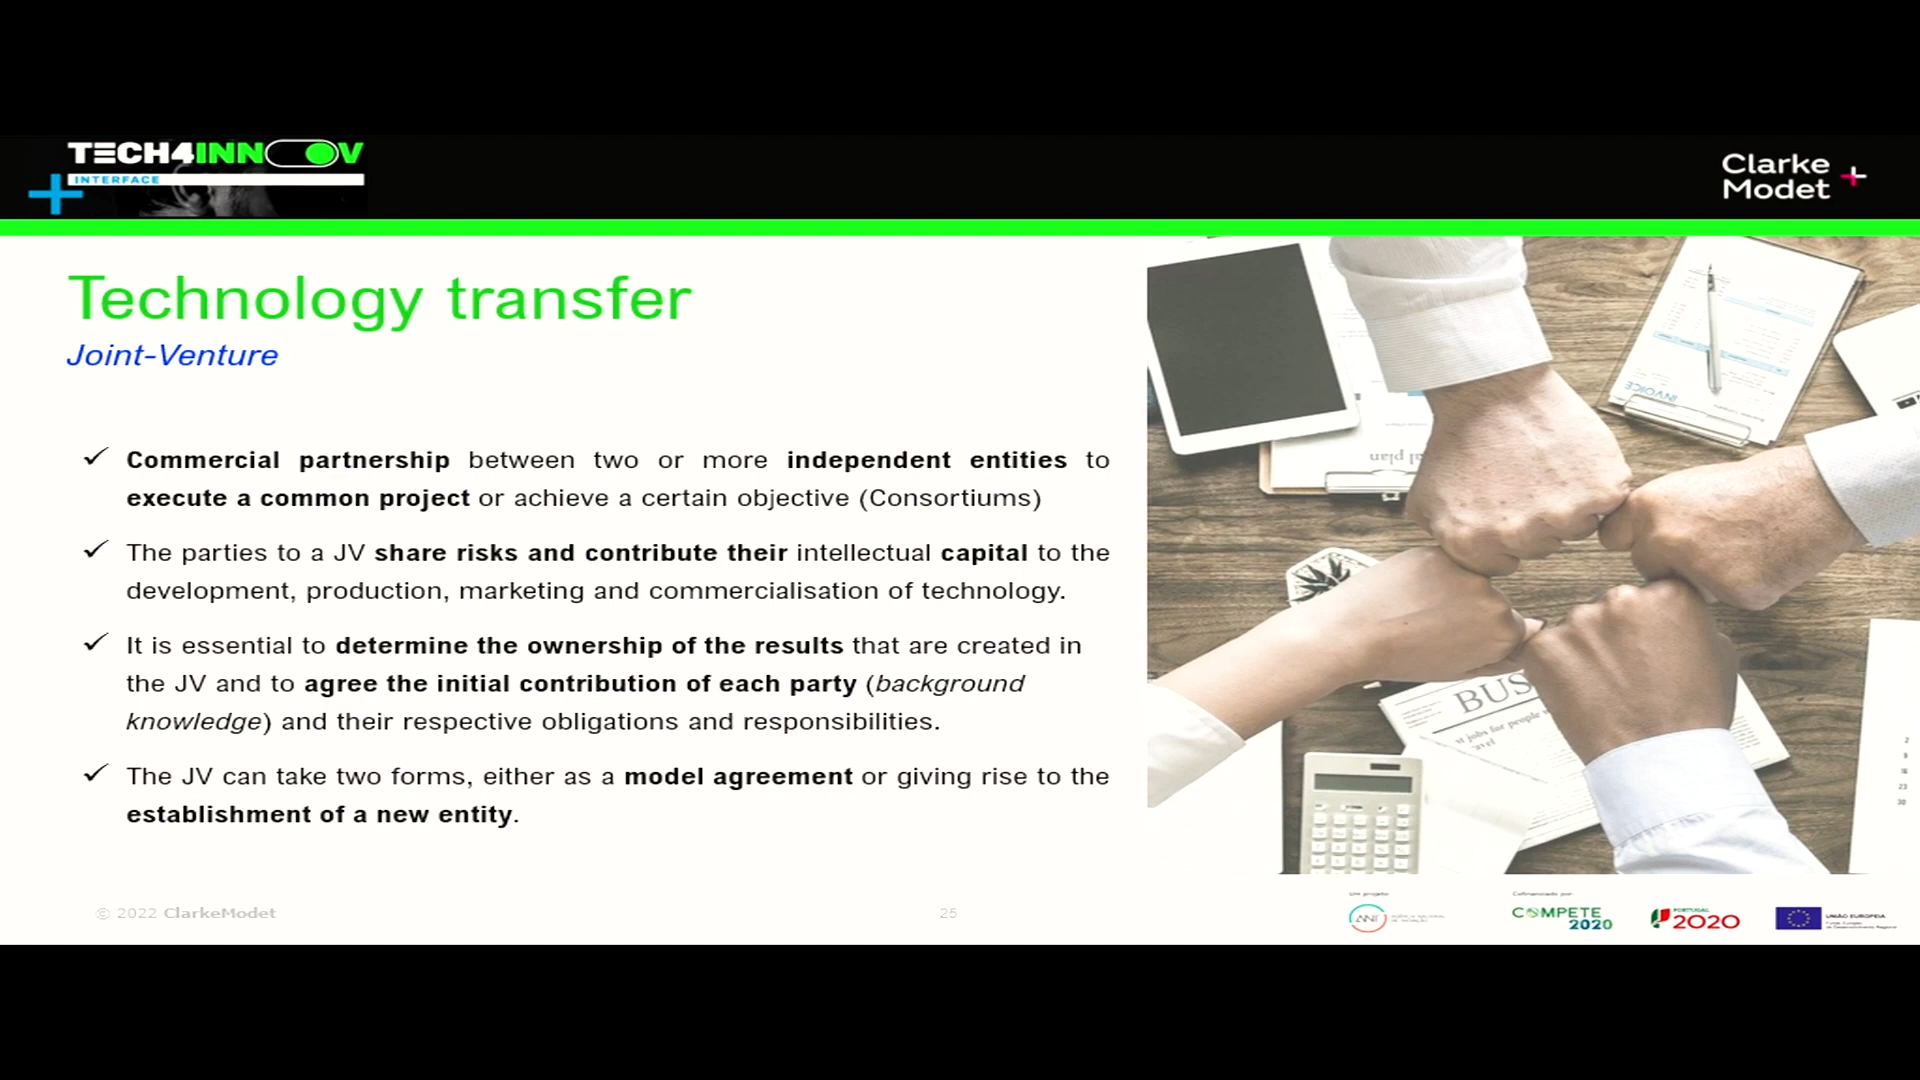 TECH4INNOV
INTERFACE
Clarke
Modet
Technology transfer
Joint-Venture
✓ Commercial partnership between two or more independent entities to
execute a common project or achieve a certain objective (Consortiums)
✓ The parties to a JV share risks and contribute their intellectual capital to the
development, production, marketing and commercialisation of technology.
✓ It is essential to determine the ownership of the results that are created in
the JV and to agree the initial contribution of each party (background
knowledge) and their respective obligations and responsibilities.
✓ The JV can take two forms, either as a model agreement or giving rise to the
establishment of a new entity.
INVOICE
BUS
© 2022 ClarkeModet
25
Um projeto
ANI
Cofinanciado por
COMPETE
2020
PORTUGAL
2020
UNIÃO EUROPEIA